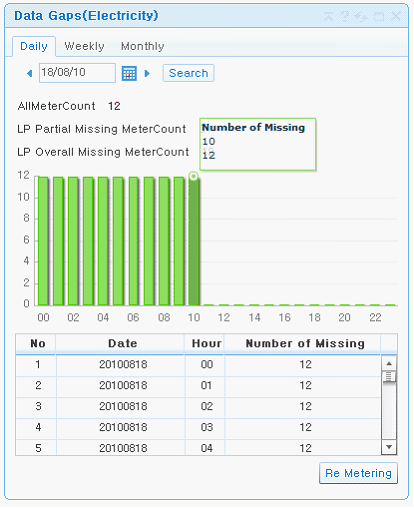 Data Gaps(Electricity)
Daily Weekly Monthly
18/08/10 Search
AllMeterCount 12
LP Partial Missing MeterCount
LP Overall Missing MeterCount
Number of Missing
10
12
12
10
8
6
4
2
0
00 02 04 06 08 10 12 14 16 18 20 22
No Date Hour Number of Missing
1 20100818 00 12
2 20100818 01 12
3 20100818 02 12
4 20100818 03 12
5 20100818 04 12
Re Metering